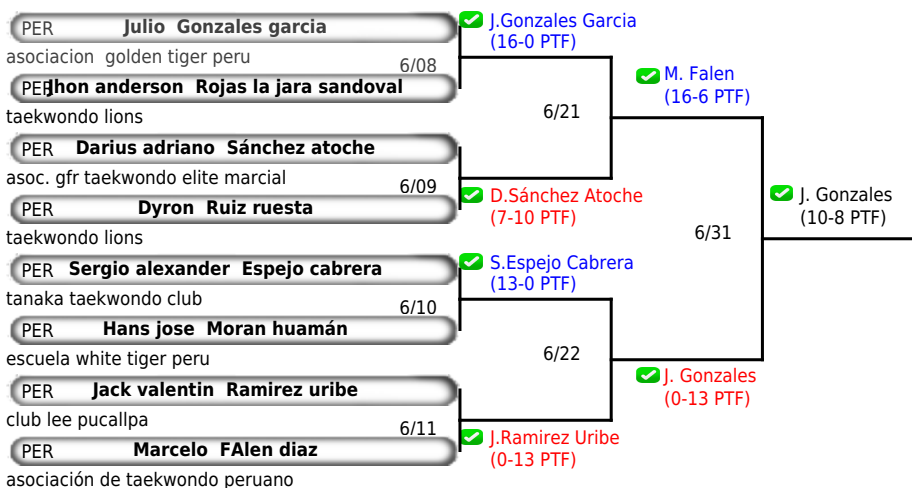 PER Julio Gonzales garcia
asociacion golden tiger peru
6/08
PER Jhon anderson Rojas la jara sandoval
taekwondo lions
PER Darius adriano Sánchez atoche
asoc. gfr taekwondo elite marcial
6/09
PER Dyron Ruiz ruesta
taekwondo lions
PER Sergio alexander Espejo cabrera
tanaka taekwondo club
6/10
PER Hans jose Moran huamán
escuela white tiger peru
PER Jack valentin Ramirez uribe
club lee pucallpa
6/11
PER Marcelo FAlen diaz
asociación de taekwondo peruano
J.Gonzales Garcia
(16-0 PTF)
6/21
D.Sánchez Atoche
(7-10 PTF)
S.Espejo Cabrera
(13-0 PTF)
6/22
J.Ramirez Uribe
(0-13 PTF)
M. Falen
(16-6 PTF)
6/31
J. Gonzales
(0-13 PTF)
J. Gonzales
(10-8 PTF)